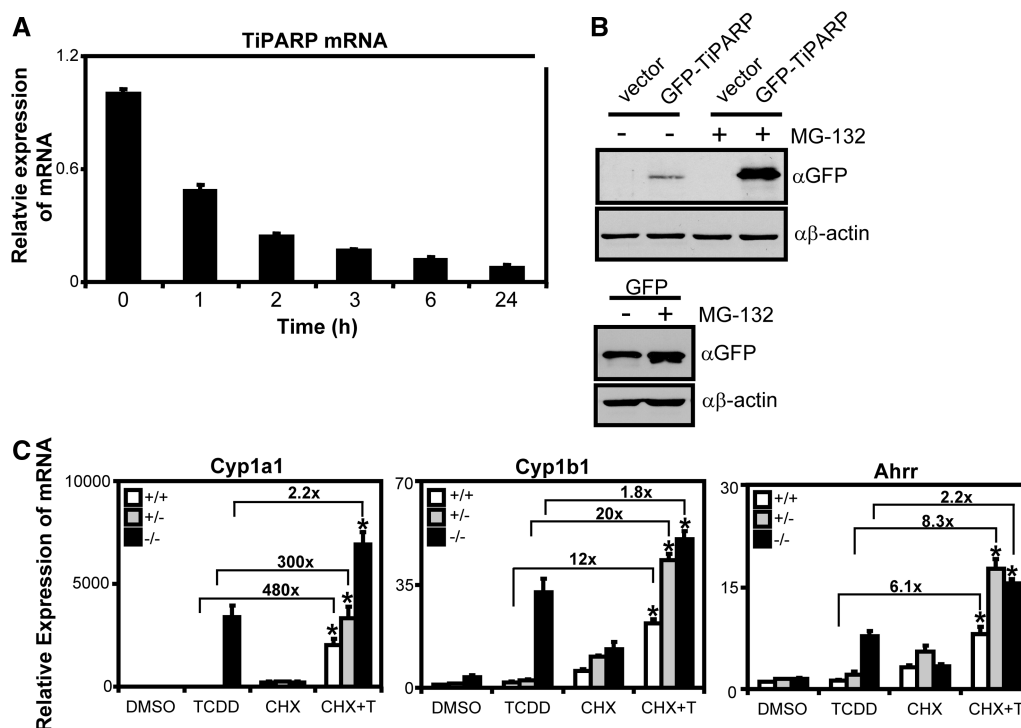 A
TiPARP mRNA
1.2
0.6
0
Relatvie expression
of mRNA
0 1 2 3 6 24
Time (h)
B
vector GFP-TiPARP vector GFP-TiPARP
- - + + MG-132
αGFP
αβ-actin
GFP
- + MG-132
αGFP
αβ-actin
C
Relative Expression of mRNA
Cyp1a1
10000
5000
0
+/+
+/-
-/-
2.2x
300x
480x
* * *
DMSO TCDD CHX CHX+T
Cyp1b1
70
35
0
+/+
+/-
-/-
1.8x
20x
12x
* * *
DMSO TCDD CHX CHX+T
Ahrr
30
15
0
+/+
+/-
-/-
2.2x
8.3x
6.1x
* * *
DMSO TCDD CHX CHX+T